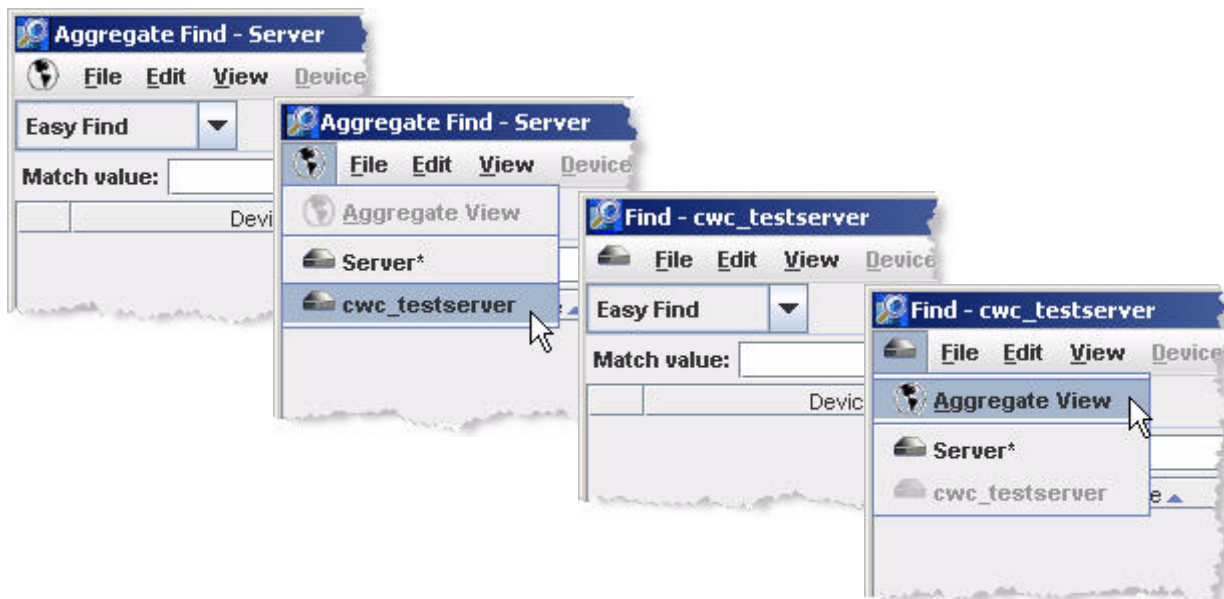 Aggregate Find - Server
File Edit View Device
Easy Find
Match value:
Devi
Aggregate Find - Server
File Edit View Device
Aggregate View
Server*
cwc_testserver
Find - cwc_testserver
File Edit View Device
Easy Find
Match value:
Devic
Find - cwc_testserver
File Edit View Device
Aggregate View
Server*
cwc_testserver
e